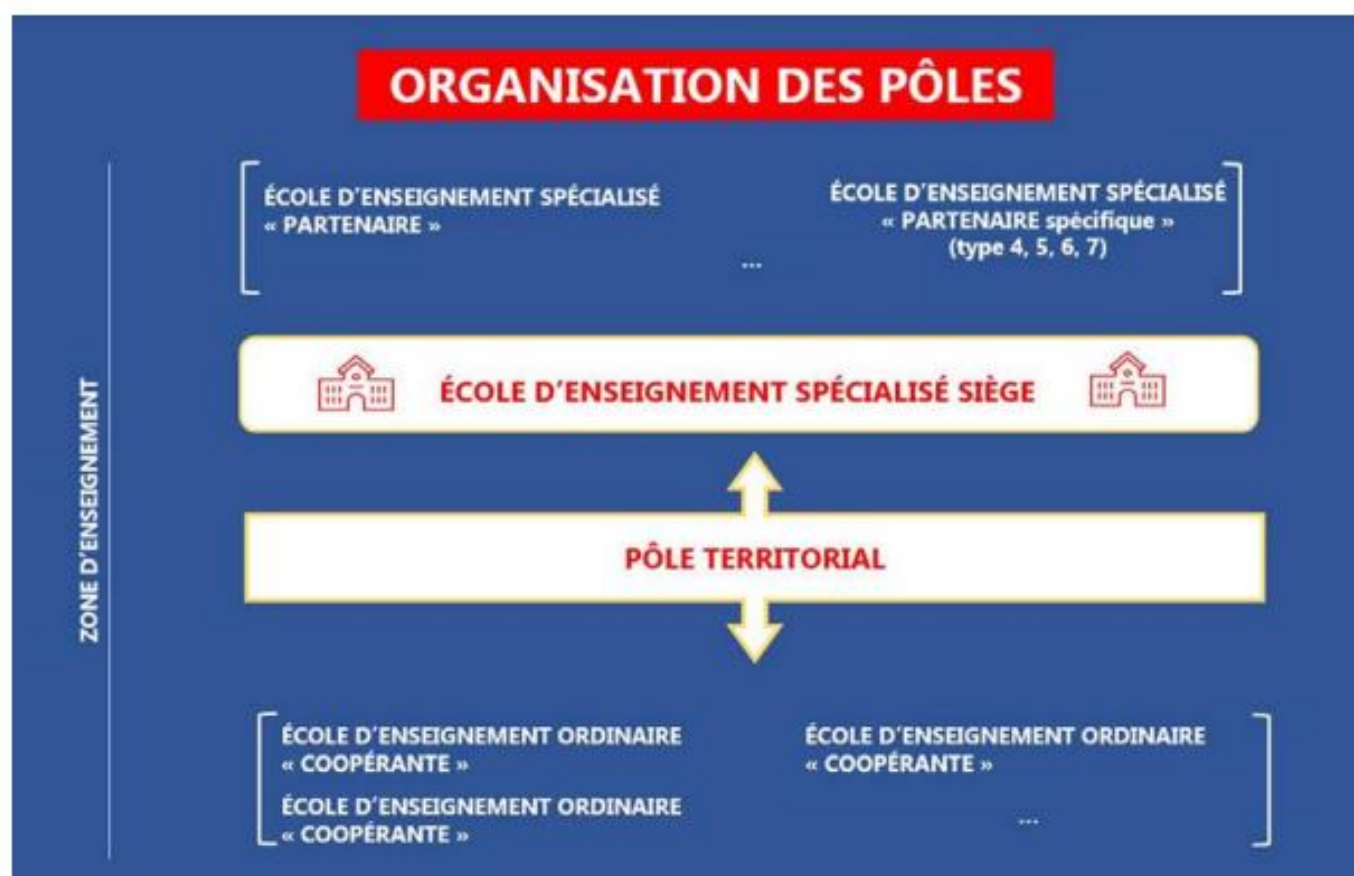 ORGANISATION DES PÔLES
ÉCOLE D'ENSEIGNEMENT SPÉCIALISÉ
« PARTENAIRE »
...
ÉCOLE D'ENSEIGNEMENT SPÉCIALISÉ
« PARTENAIRE spécifique »
(type 4, 5, 6, 7)
ZONE D'ENSEIGNEMENT
ÉCOLE D'ENSEIGNEMENT SPÉCIALISÉ SIÈGE
PÔLE TERRITORIAL
ÉCOLE D'ENSEIGNEMENT ORDINAIRE
« COOPÉRANTE »
ÉCOLE D'ENSEIGNEMENT ORDINAIRE
« COOPÉRANTE »
ÉCOLE D'ENSEIGNEMENT ORDINAIRE
« COOPÉRANTE »
...